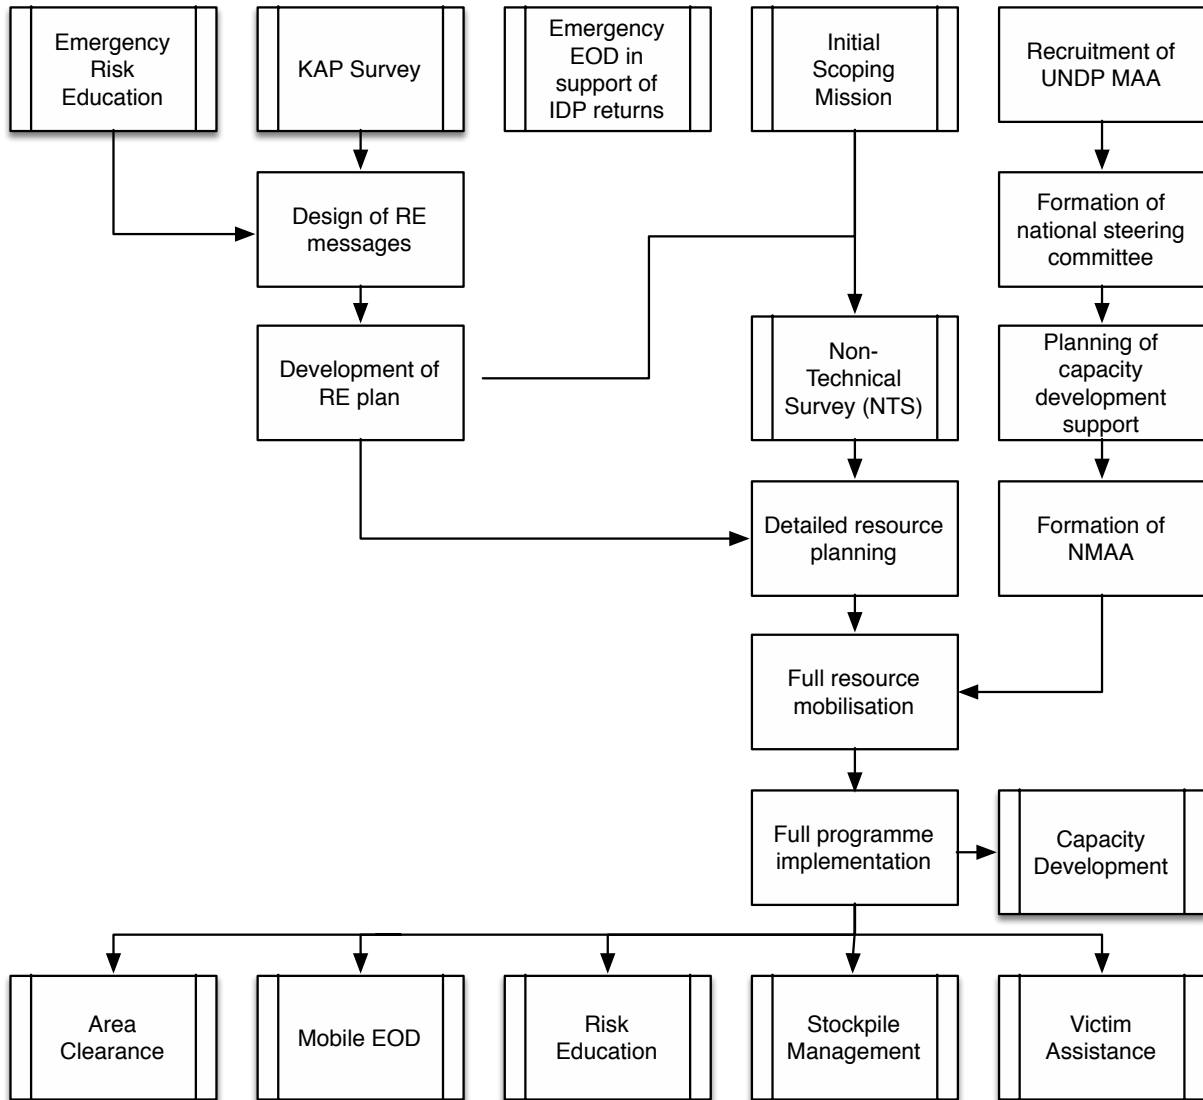 Emergency
Risk
Education
KAP Survey
Emergency
EOD in
support of
IDP returns
Initial
Scoping
Mission
Recruitment of
UNDP MAA
Design of RE
messages
Formation of
national steering
committee
Development of
RE plan
Non-
Technical
Survey (NTS)
Planning of
capacity
development
support
Detailed resource
planning
Formation of
NMAA
Full resource
mobilisation
Full programme
implementation
Capacity
Development
Area
Clearance
Mobile EOD
Risk
Education
Stockpile
Management
Victim
Assistance